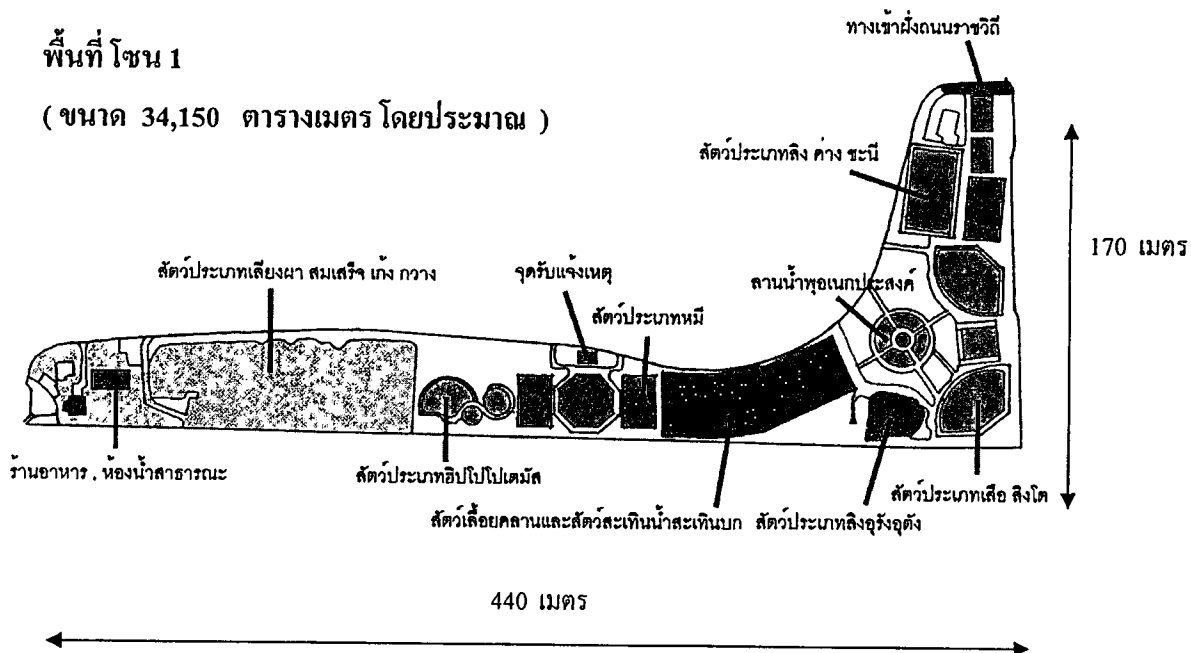 พื้นที่ โซน 1
( ขนาด 34,150 ตารางเมตร โดยประมาณ )
ทางเข้าฝั่งถนนราชวิถี
สัตว์ประเภทลิง ค่าง ชะนี
170 เมตร
สัตว์ประเภทเลียงผา สมเสร็จ เก้ง กวาง
จุดรับแจ้งเหตุ
ลานน้ำพุอเนกประสงค์
สัตว์ประเภทหมี
ร้านอาหาร , ห้องน้ำสาธารณะ
สัตว์ประเภทฮิปโปโปเตมัส
สัตว์ประเภทเสือ สิงโต
สัตว์เลื้อยคลานและสัตว์สะเทินน้ำสะเทินบก
สัตว์ประเภทลิงอุรังอุตัง
440 เมตร